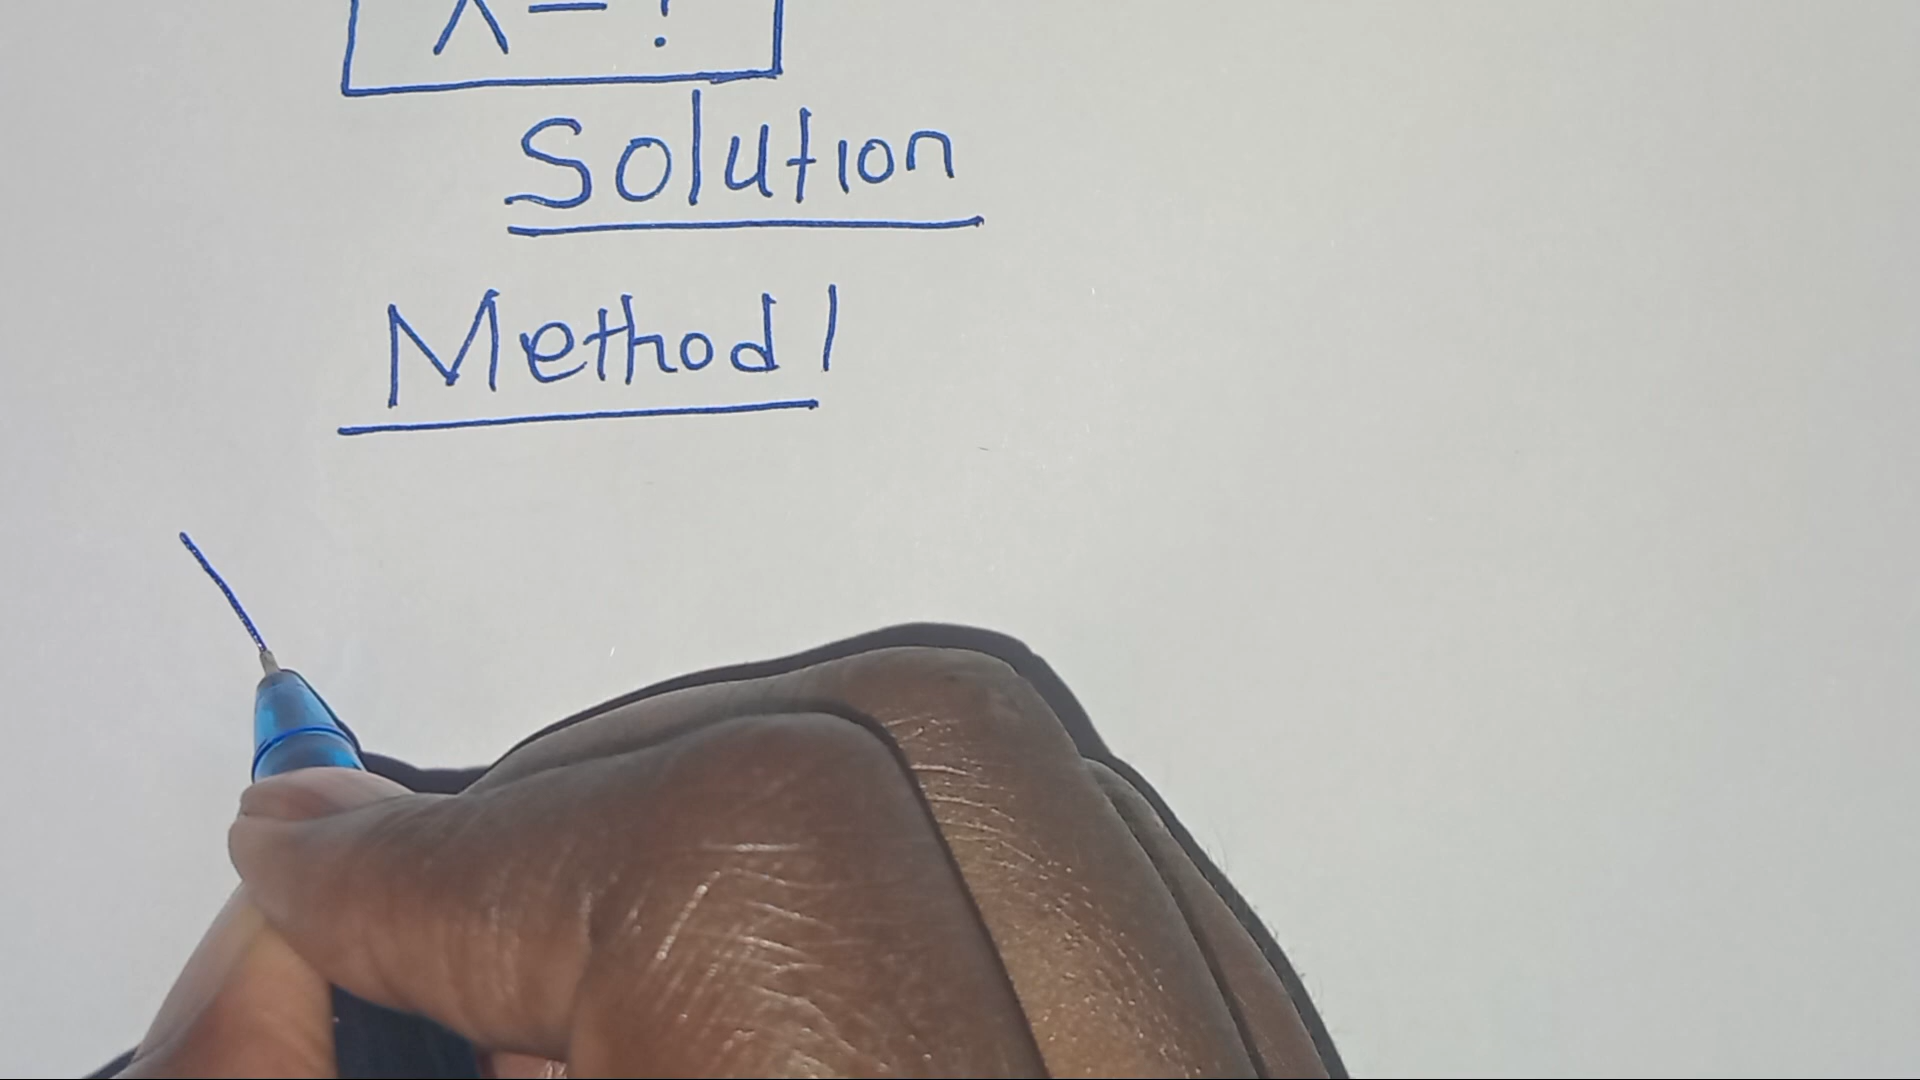 = ?
Solution
Method 1